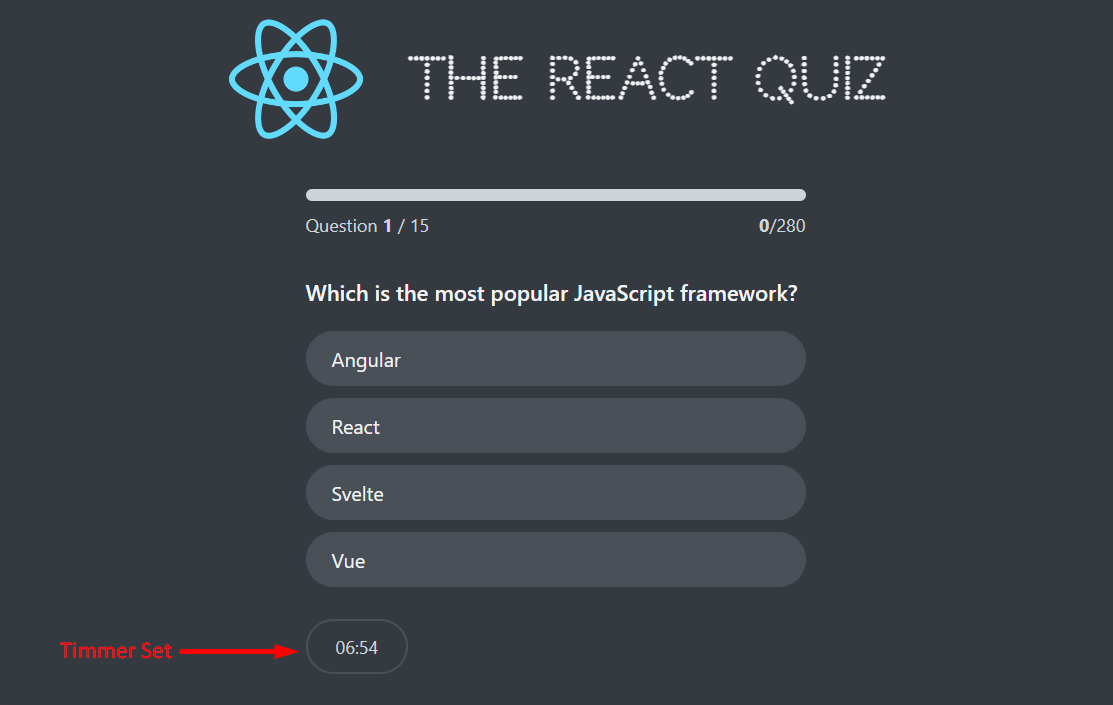 THE REACT QUIZ
Question 1 / 15
0/280
Which is the most popular JavaScript framework?
Angular
React
Svelte
Vue
Timmer Set
06:54